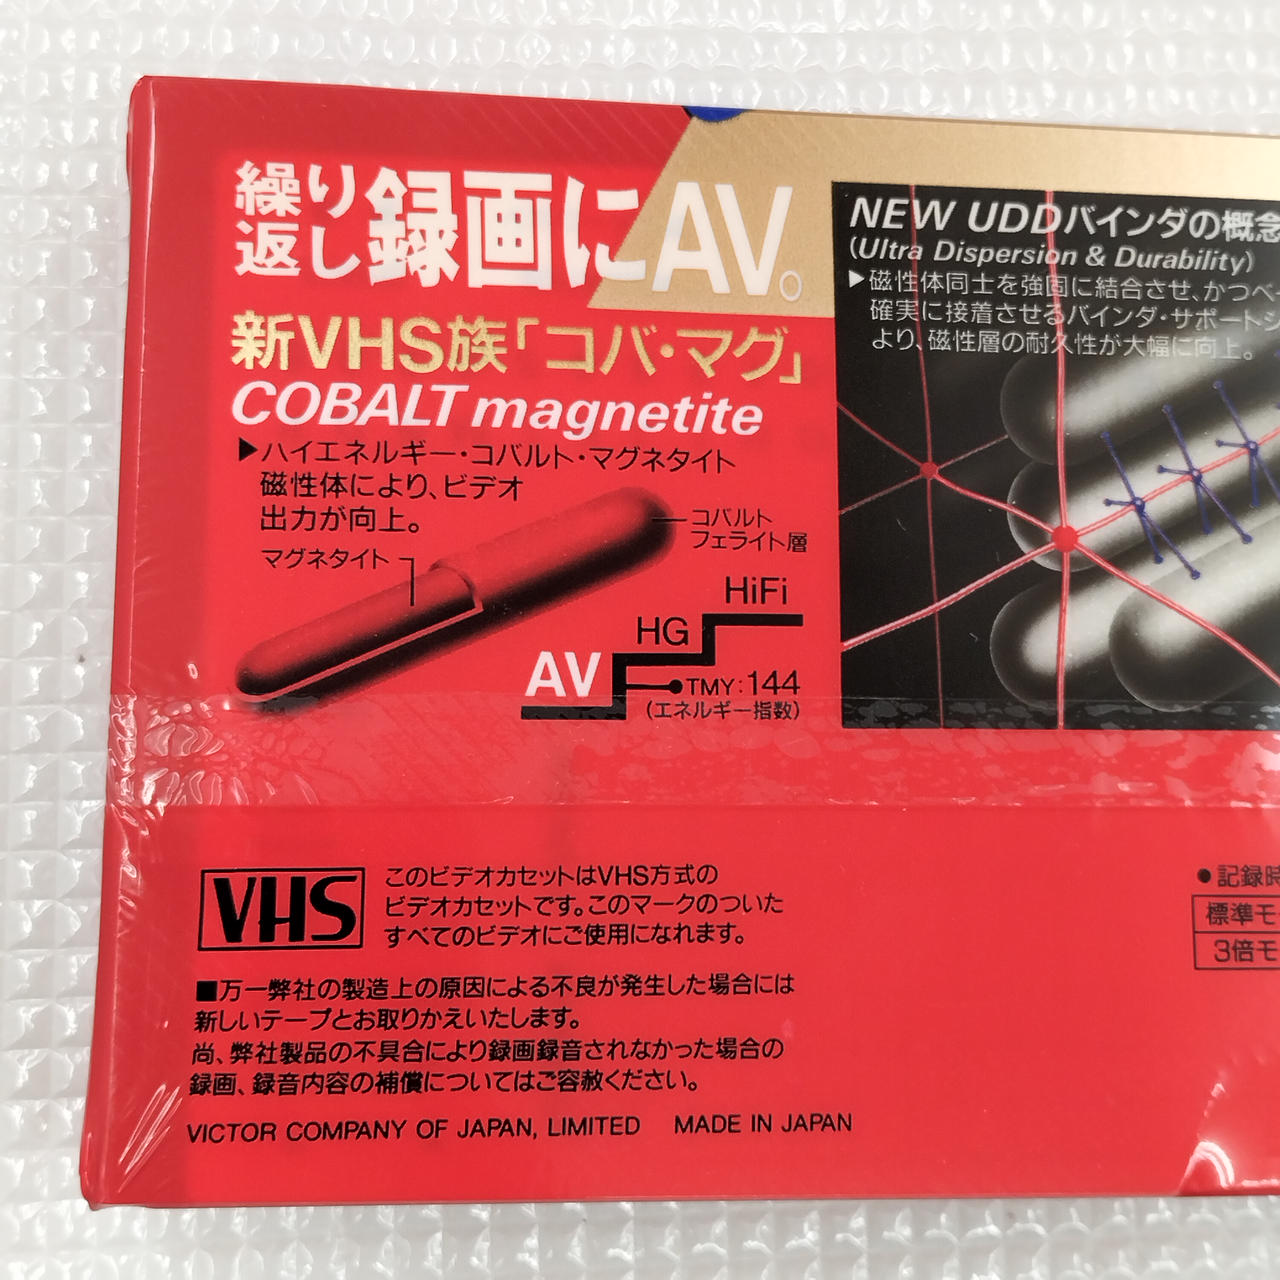 繰り返し録画にAV。
新VHS族「コバ・マグ」
COBALT magnetite
▶ハイエネルギー・コバルト・マグネタイト
磁性体により、ビデオ
出力が向上。
マグネタイト
コバルト
フェライト層
HiFi
HG
AV
TMY:144
(エネルギー指数)
NEW UDDバインダの概念
(Ultra Dispersion & Durability)
▶磁性体同士を強固に結合させ、かつベー
確実に接着させるバインダ・サポートシ
より、磁性層の耐久性が大幅に向上。
VHS
このビデオカセットはVHS方式の
ビデオカセットです。このマークのついた
すべてのビデオにご使用になれます。
●記録時
標準モ
3倍モ
■万一弊社の製造上の原因による不良が発生した場合には
新しいテープとお取りかえいたします。
尚、弊社製品の不具合により録画録音されなかった場合の
録画、録音内容の補償についてはご容赦ください。
VICTOR COMPANY OF JAPAN, LIMITED MADE IN JAPAN